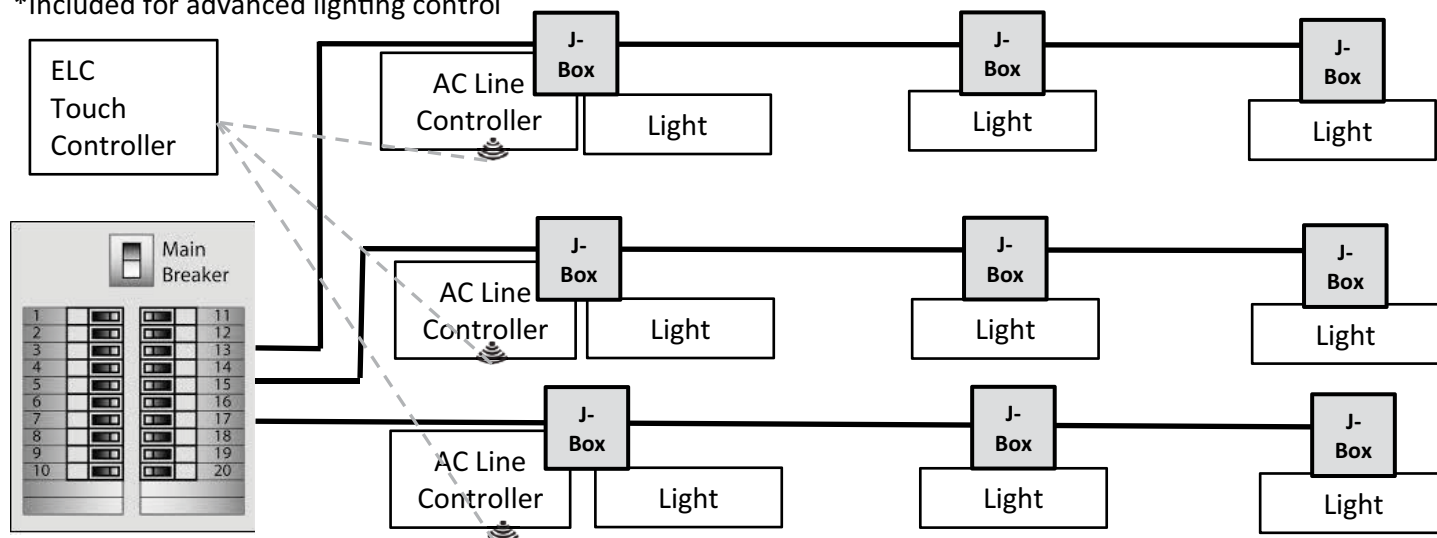 *Included for advanced lighting control
ELC
Touch
Controller
J-
Box
AC Line
Controller
Light
J-
Box
Light
J-
Box
Light
Main
Breaker
1
2
3
4
5
6
7
8
9
10
11
12
13
14
15
16
17
18
19
20
J-
Box
AC Line
Controller
Light
J-
Box
Light
J-
Box
Light
J-
Box
AC Line
Controller
Light
J-
Box
Light
J-
Box
Light